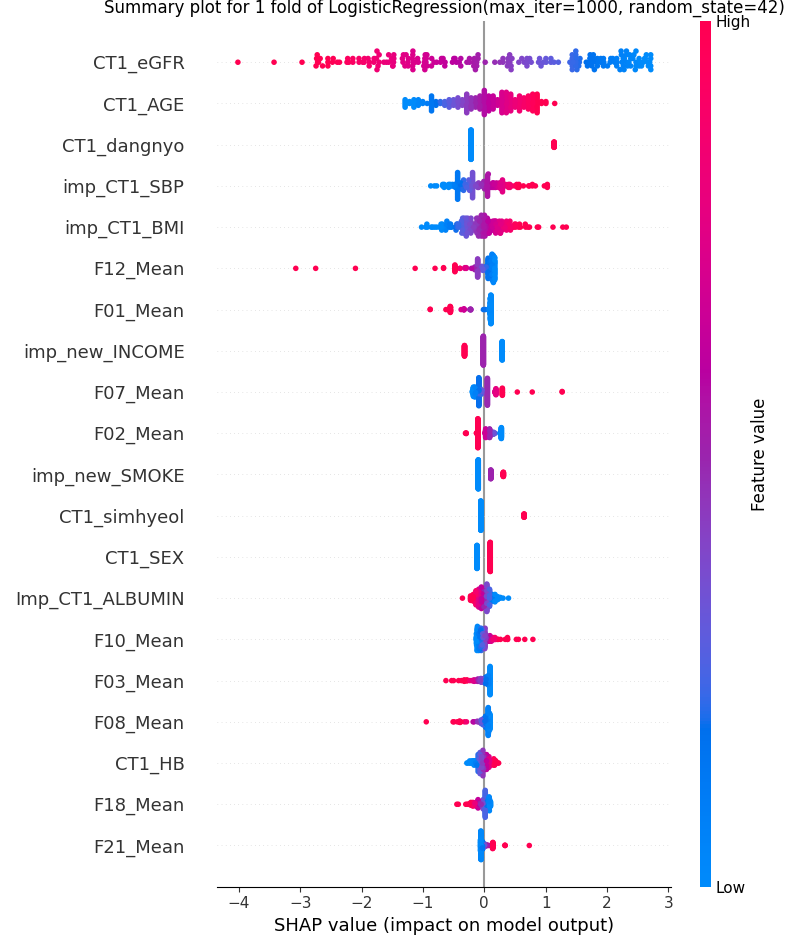 Summary plot for 1 fold of LogisticRegression(max_iter=1000, random_state=42)
High
CT1_eGFR
CT1_AGE
CT1_dangnyo
imp_CT1_SBP
imp_CT1_BMI
F12_Mean
F01_Mean
imp_new_INCOME
F07_Mean
F02_Mean
imp_new_SMOKE
CT1_simhyeol
CT1_SEX
Imp_CT1_ALBUMIN
F10_Mean
F03_Mean
F08_Mean
CT1_HB
F18_Mean
F21_Mean
Feature value
Low
−4 −3 −2 −1 0 1 2 3
SHAP value (impact on model output)